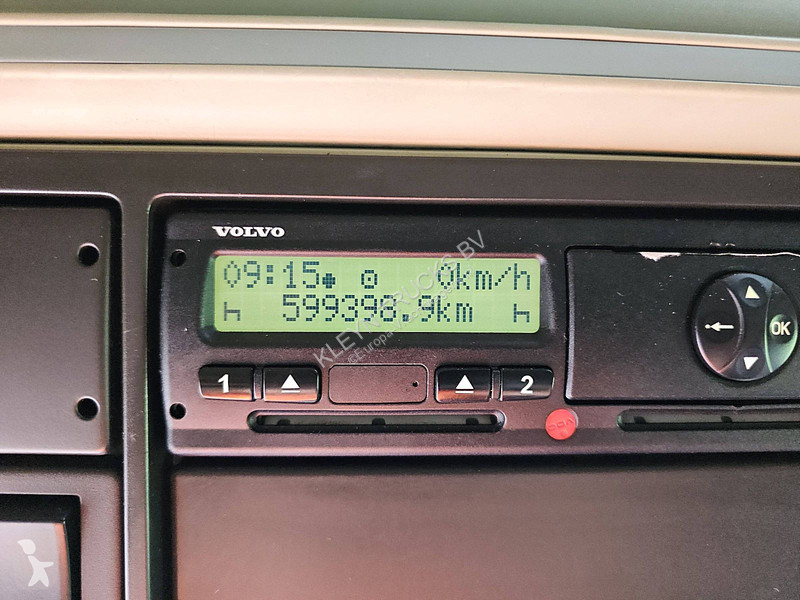 VOLVO
09:15 0km/h
599398.9km
1 2
OK
KLEYN TRUCKS BV